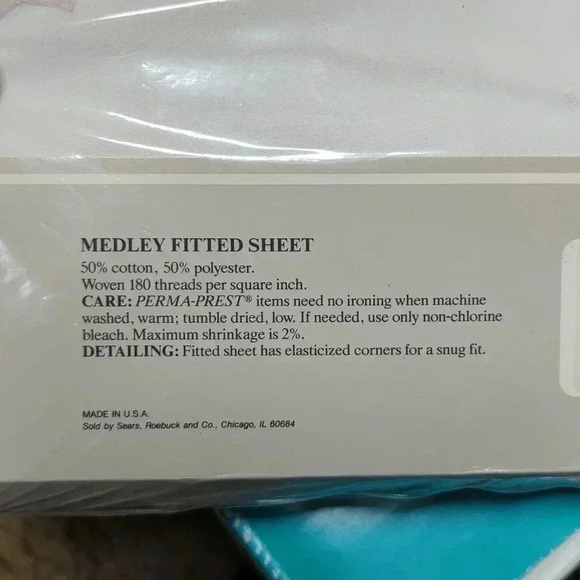 MEDLEY FITTED SHEET
50% cotton, 50% polyester.
Woven 180 threads per square inch.
CARE: PERMA-PREST® items need no ironing when machine
washed, warm; tumble dried, low. If needed, use only non-chlorine
bleach. Maximum shrinkage is 2%.
DETAILING: Fitted sheet has elasticized corners for a snug fit.
MADE IN U.S.A.
Sold by Sears, Roebuck and Co., Chicago, IL 60684